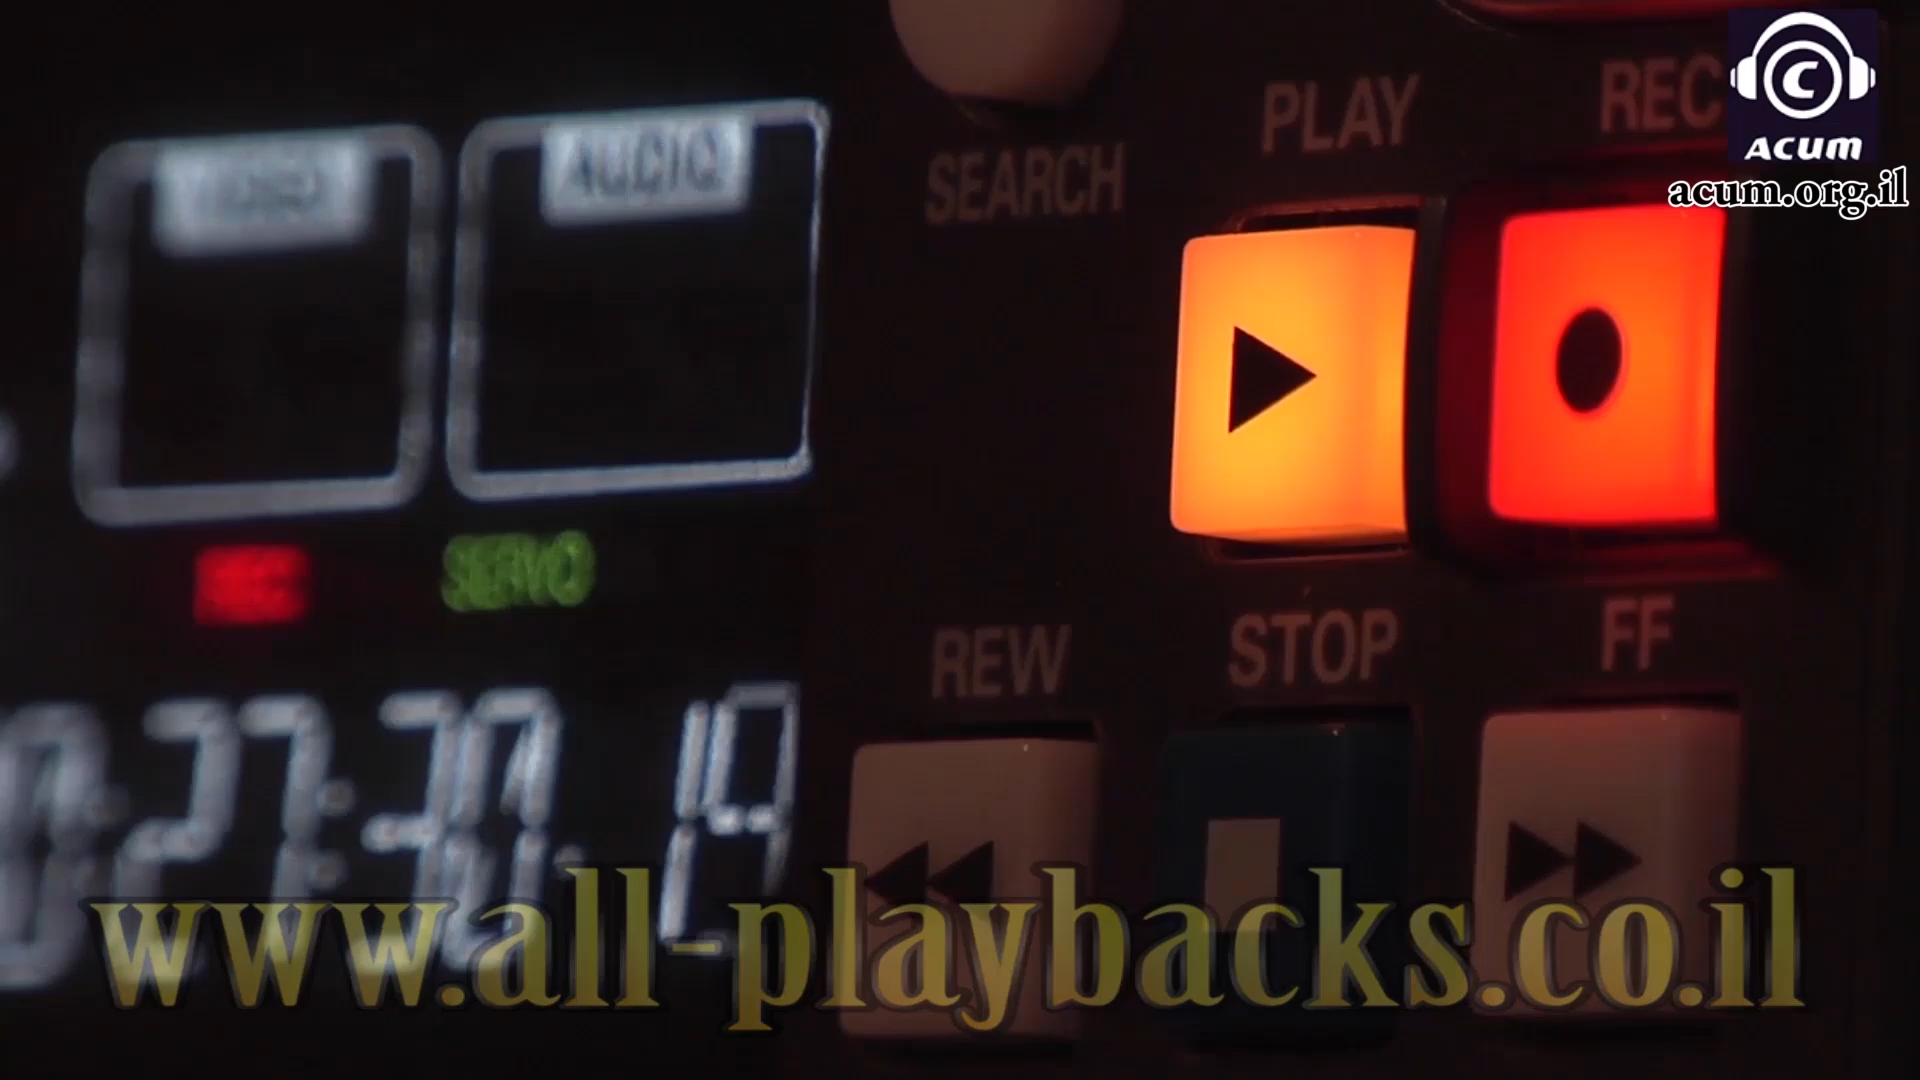 AUDIO
SEARCH
PLAY
REC
ACUM
acum.org.il
SERVO
REW
STOP
FF
www.all-playbacks.co.il